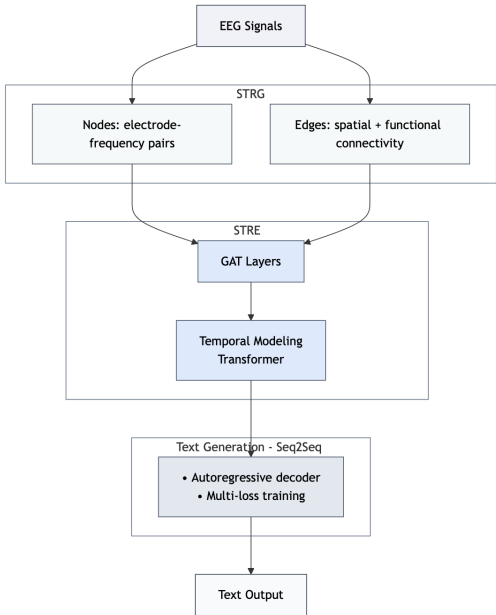 EEG Signals
STRG
Nodes: electrode-
frequency pairs
Edges: spatial + functional
connectivity
STRE
GAT Layers
Temporal Modeling
Transformer
Text Generation - Seq2Seq
• Autoregressive decoder
• Multi-loss training
Text Output